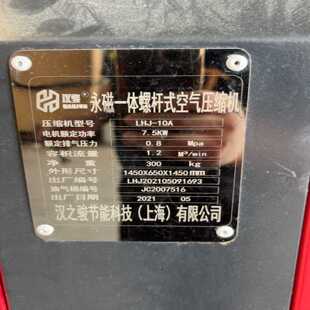 汉之骏 永磁一体螺杆式空气压缩机
压缩机型号 LHJ-10A
电机额定功率 7.5KW
额定排气压力 0.8 Mpa
容积流量 1.2 M³/min
净重 300 kg
外形尺寸 1450X650X1450mm
出厂编号 LHJ202105091693
油气桶编号 JC2007516
出厂日期 2021 05
汉之骏节能科技（上海）有限公司